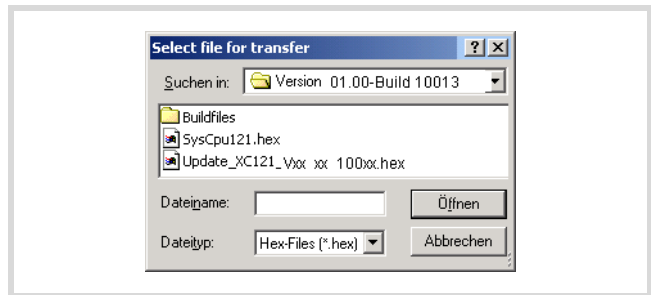 Select file for transfer
Suchen in: Version 01.00-Build 10013
Buildfiles
SysCpu121.hex
Update_XC121_Vxx xx 100xx.hex
Dateiname: Öffnen
Dateityp: Hex-Files (*.hex) Abbrechen